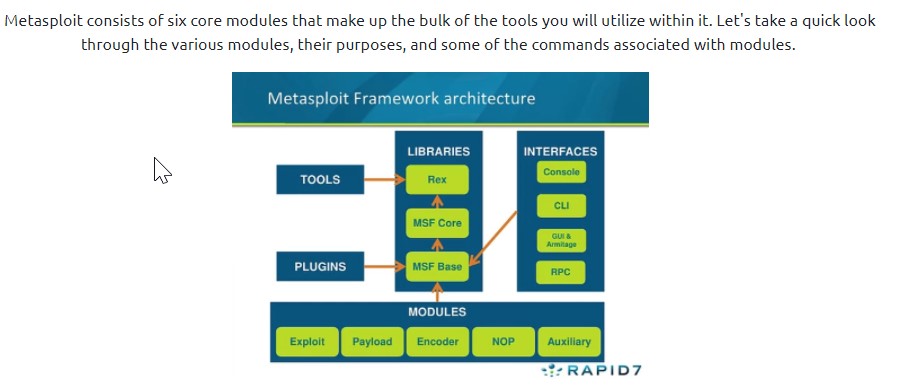 Metasploit consists of six core modules that make up the bulk of the tools you will utilize within it. Let's take a quick look
through the various modules, their purposes, and some of the commands associated with modules.
Metasploit Framework architecture
LIBRARIES
INTERFACES
TOOLS
Rex
Console
MSF Core
CLI
GUI &
Armitage
PLUGINS
MSF Base
RPC
MODULES
Exploit
Payload
Encoder
NOP
Auxiliary
RAPID7